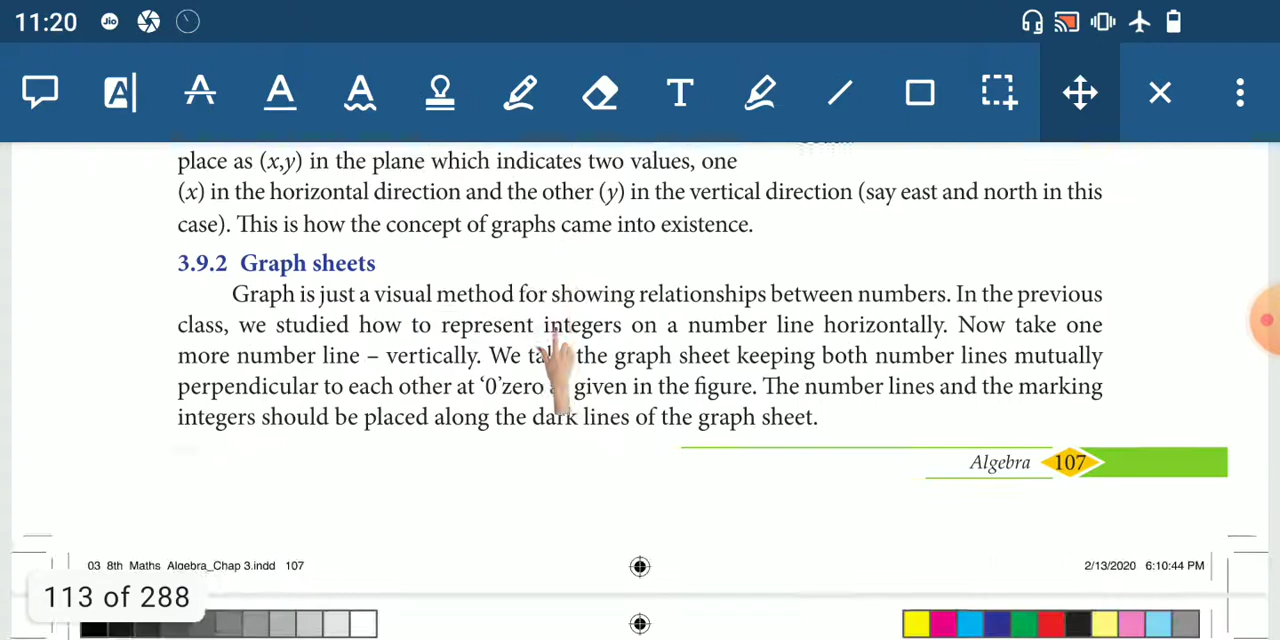 11:20 Jio
A A A A T
place as (x,y) in the plane which indicates two values, one
(x) in the horizontal direction and the other (y) in the vertical direction (say east and north in this
case). This is how the concept of graphs came into existence.
3.9.2 Graph sheets
Graph is just a visual method for showing relationships between numbers. In the previous
class, we studied how to represent integers on a number line horizontally. Now take one
more number line – vertically. We the graph sheet keeping both number lines mutually
perpendicular to each other at ‘0’zero given in the figure. The number lines and the marking
integers should be placed along the dark lines of the graph sheet.
Algebra 107
03_8th_Maths_Algebra_Chap 3.indd 107 2/13/2020 6:10:44 PM
113 of 288